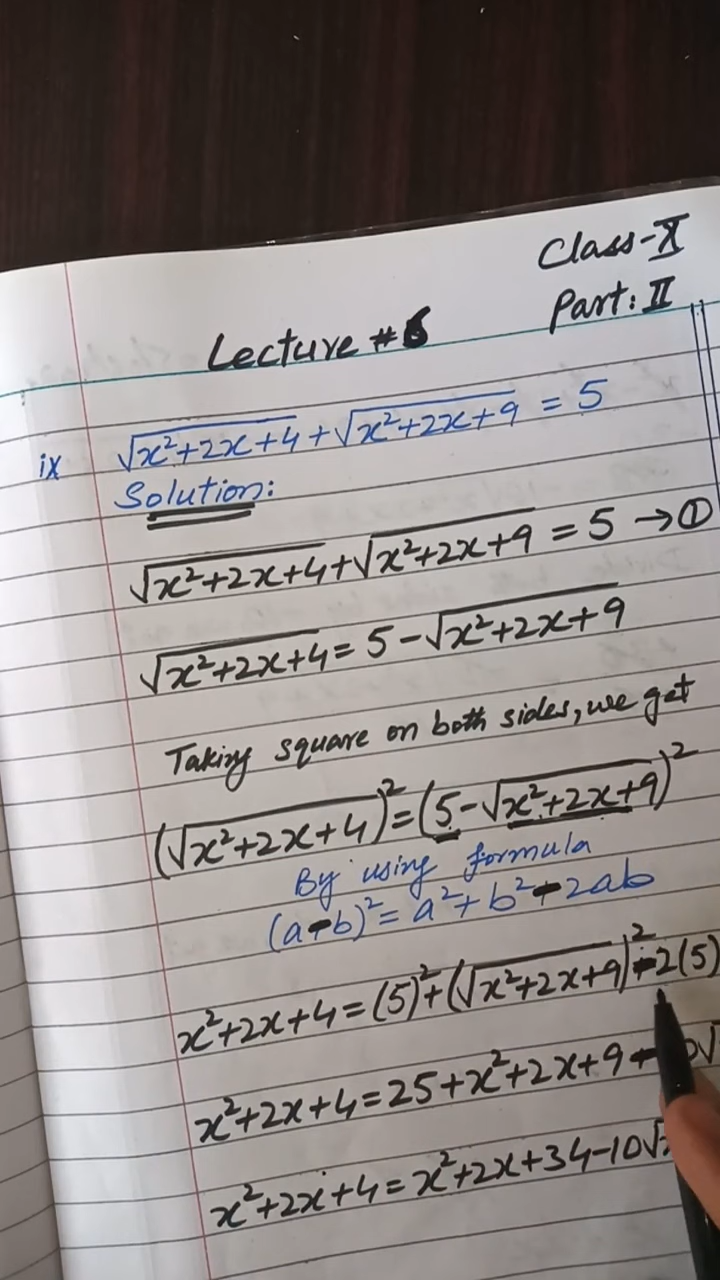 Class-X
Part: II
Lecture #6
ix √x²+2x+4 + √x²+2x+9 = 5
Solution:
√x²+2x+4 + √x²+2x+9 = 5 → ①
√x²+2x+4 = 5 - √x²+2x+9
Taking square on both sides, we get
(√x²+2x+4)² = (5-√x²+2x+9)²
By using formula
(a-b)² = a²+b²-2ab
x²+2x+4 = (5)²+(√x²+2x+9)²-2(5)
x²+2x+4 = 25+x²+2x+9-
x²+2x+4 = x²+2x+34-10√